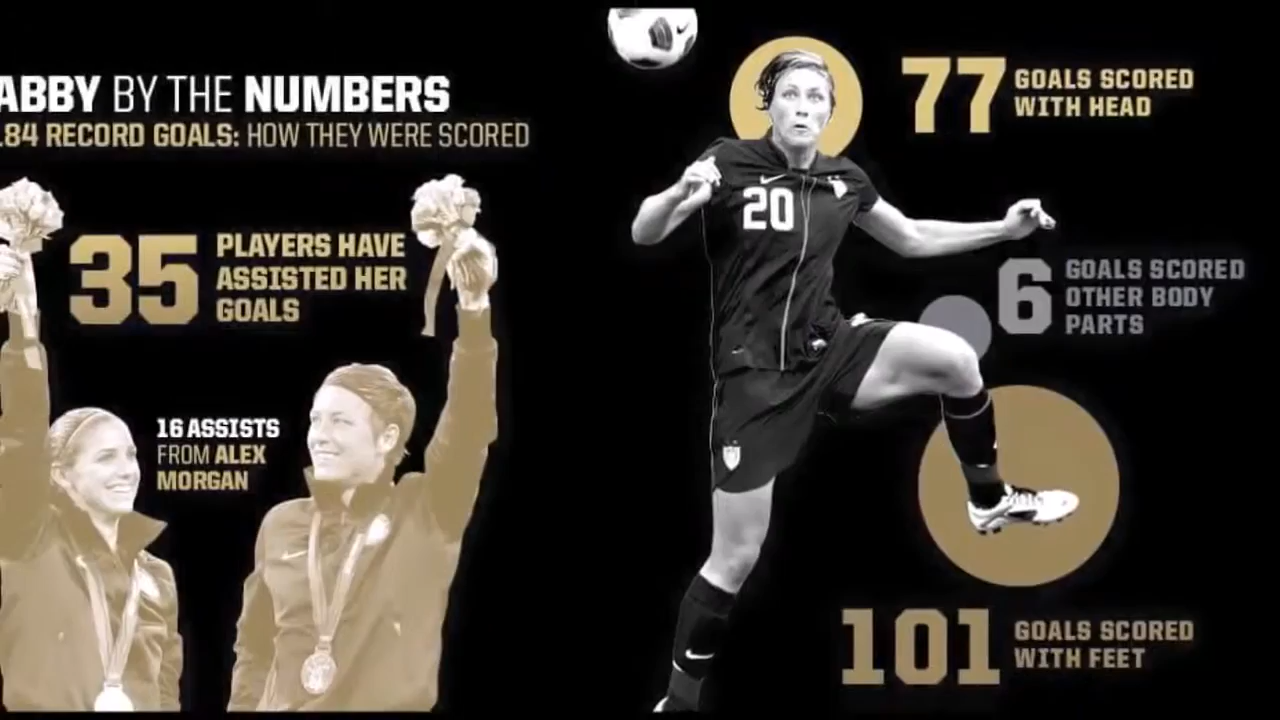 ABBY BY THE NUMBERS
184 RECORD GOALS: HOW THEY WERE SCORED
35
PLAYERS HAVE
ASSISTED HER
GOALS
16 ASSISTS
FROM ALEX
MORGAN
20
77
GOALS SCORED
WITH HEAD
6
GOALS SCORED
OTHER BODY
PARTS
101
GOALS SCORED
WITH FEET